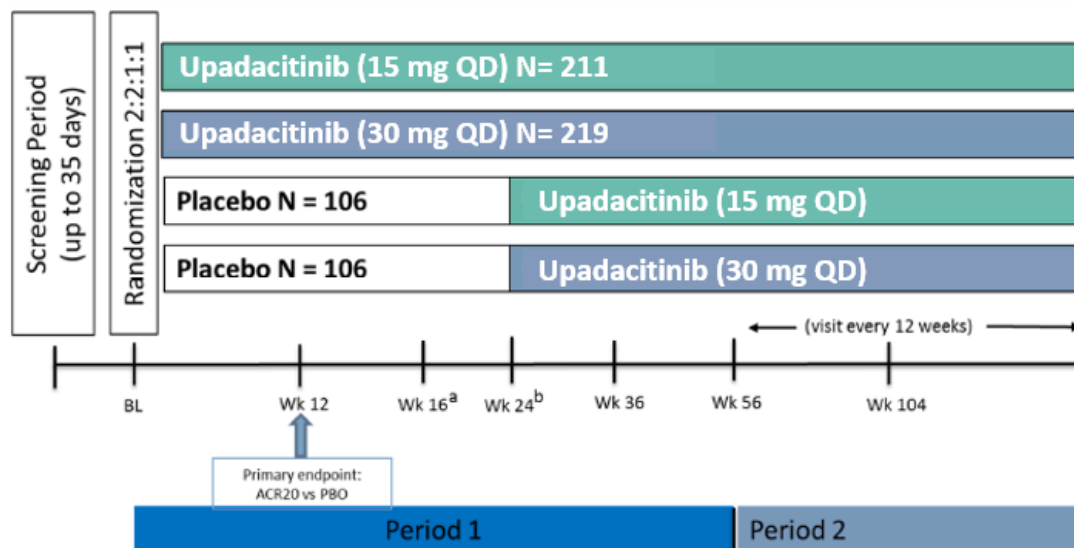 Screening Period
(up to 35 days)
Randomization 2:2:1:1
Upadacitinib (15 mg QD) N= 211
Upadacitinib (30 mg QD) N= 219
Placebo N = 106
Upadacitinib (15 mg QD)
Placebo N = 106
Upadacitinib (30 mg QD)
(visit every 12 weeks)
BL
Wk 12
Wk 16a
Wk 24b
Wk 36
Wk 56
Wk 104
Primary endpoint:
ACR20 vs PBO
Period 1
Period 2